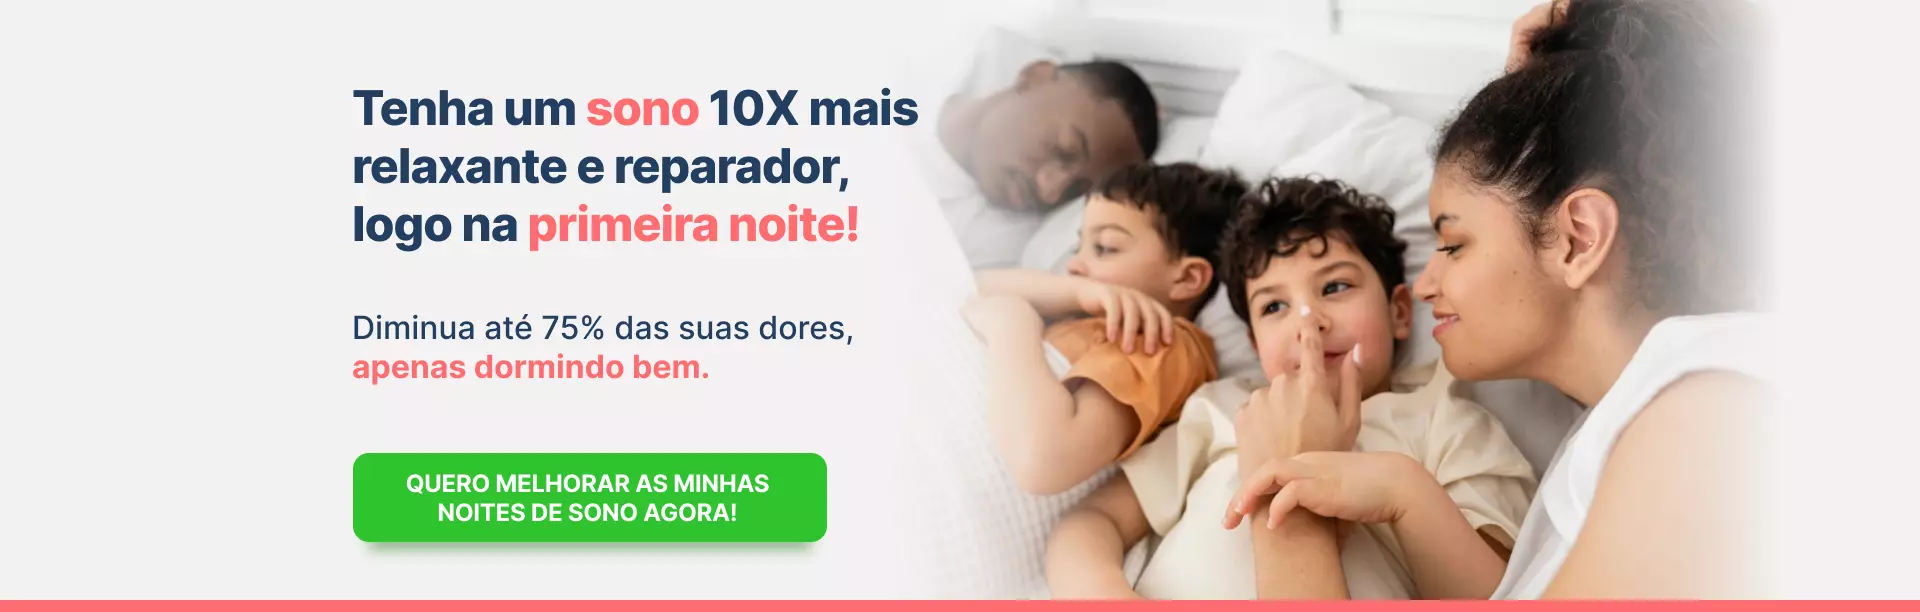 Tenha um sono 10X mais
relaxante e reparador,
logo na primeira noite!
Diminua até 75% das suas dores,
apenas dormindo bem.
QUERO MELHORAR AS MINHAS
NOITES DE SONO AGORA!